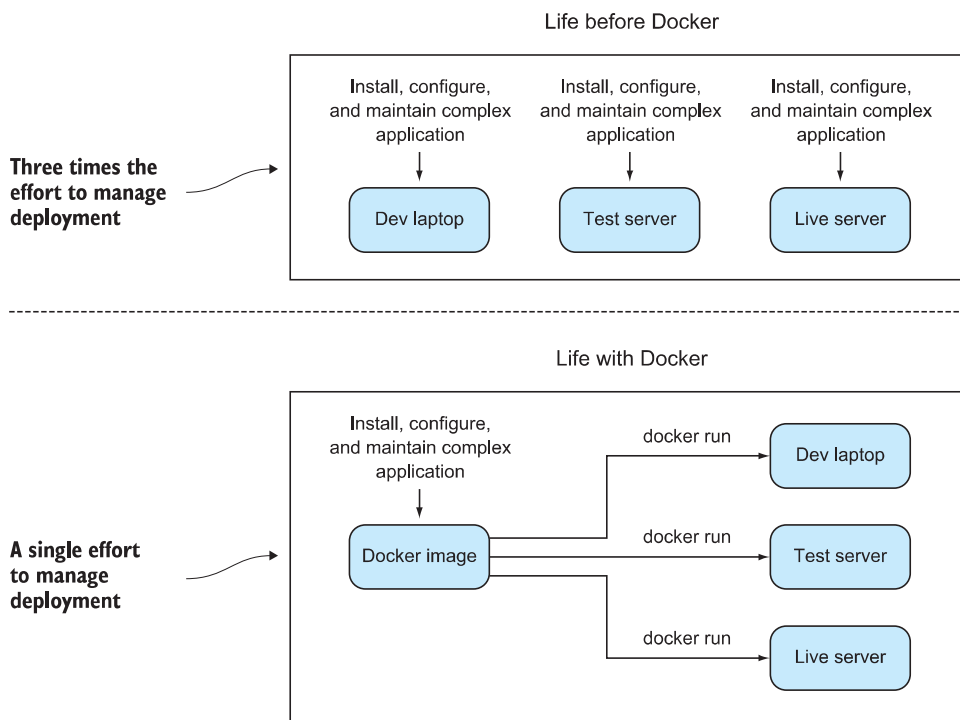 Life before Docker
Install, configure,
and maintain complex
application
Install, configure,
and maintain complex
application
Install, configure,
and maintain complex
application
Three times the
effort to manage
deployment
Dev laptop
Test server
Live server
Life with Docker
Install, configure,
and maintain complex
application
docker run
Dev laptop
A single effort
to manage
deployment
Docker image
docker run
Test server
docker run
Live server